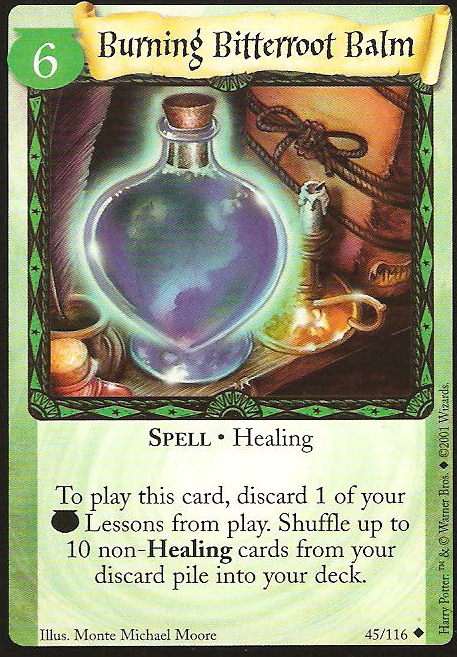 6
Burning Bitterroot Balm
SPELL • Healing
To play this card, discard 1 of your
Lessons from play. Shuffle up to
10 non-Healing cards from your
discard pile into your deck.
Illus. Monte Michael Moore
45/116 ◆
Harry Potter, ™ & © Warner Bros. ◆ ©2001 Wizards.